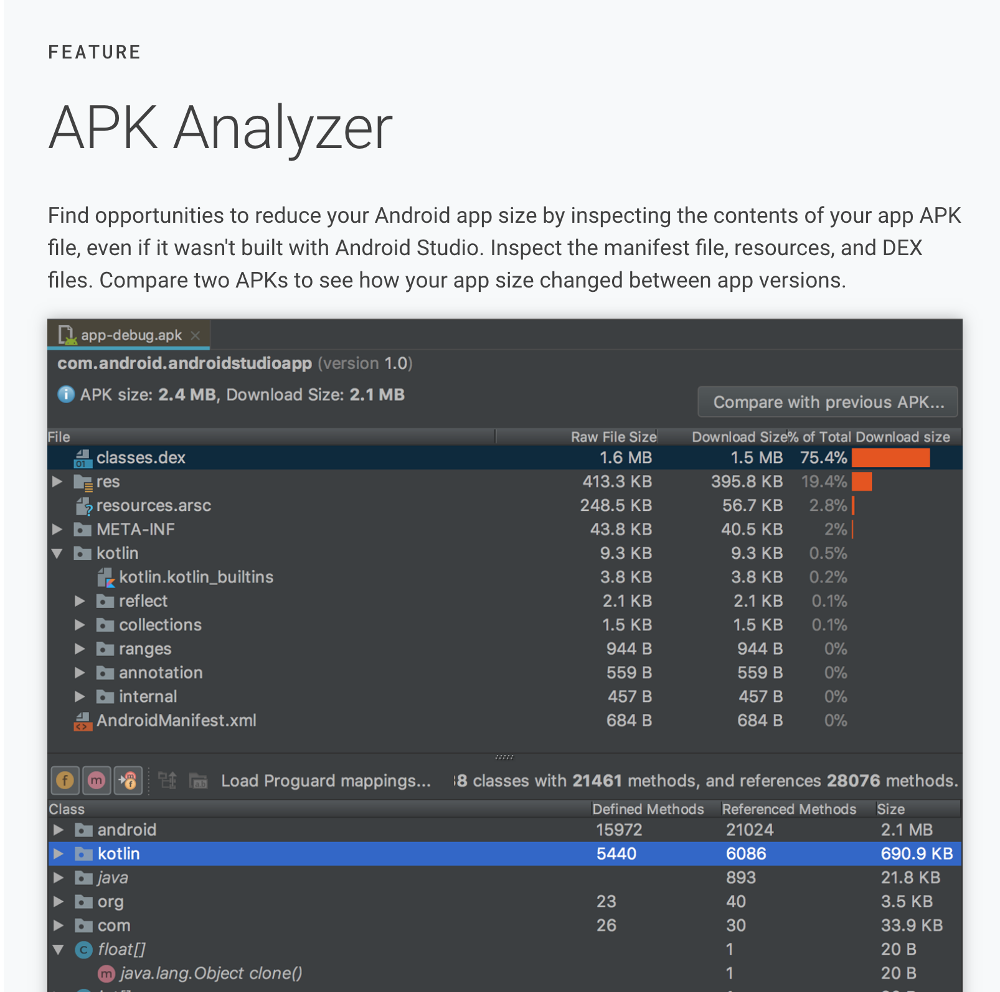 FEATURE
APK Analyzer
Find opportunities to reduce your Android app size by inspecting the contents of your app APK
file, even if it wasn't built with Android Studio. Inspect the manifest file, resources, and DEX
files. Compare two APKs to see how your app size changed between app versions.
app-debug.apk
com.android.androidstudioapp (version 1.0)
APK size: 2.4 MB, Download Size: 2.1 MB
Compare with previous APK...
File Raw File Size Download Size % of Total Download size
classes.dex 1.6 MB 1.5 MB 75.4%
res 413.3 KB 395.8 KB 19.4%
resources.arsc 248.5 KB 56.7 KB 2.8%
META-INF 43.8 KB 40.5 KB 2%
kotlin 9.3 KB 9.3 KB 0.5%
kotlin.kotlin_builtins 3.8 KB 3.8 KB 0.2%
reflect 2.1 KB 2.1 KB 0.1%
collections 1.5 KB 1.5 KB 0.1%
ranges 944 B 944 B 0%
annotation 559 B 559 B 0%
internal 457 B 457 B 0%
AndroidManifest.xml 684 B 684 B 0%
Load Proguard mappings... 8 classes with 21461 methods, and references 28076 methods.
Class Defined Methods Referenced Methods Size
android 15972 21024 2.1 MB
kotlin 5440 6086 690.9 KB
java 893 21.8 KB
org 23 40 3.5 KB
com 26 30 33.9 KB
float[] 1 20 B
java.lang.Object clone() 1 20 B